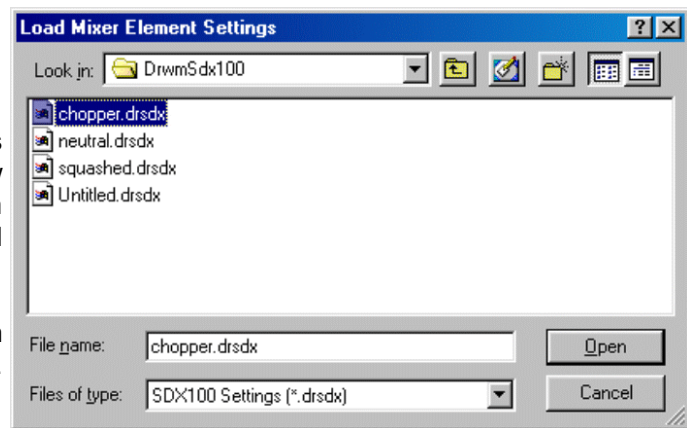 Load Mixer Element Settings
Look in: DrwmSdx100
chopper.drsdx
neutral.drsdx
squashed.drsdx
Untitled.drsdx
File name: chopper.drsdx Open
Files of type: SDX100 Settings (*.drsdx) Cancel